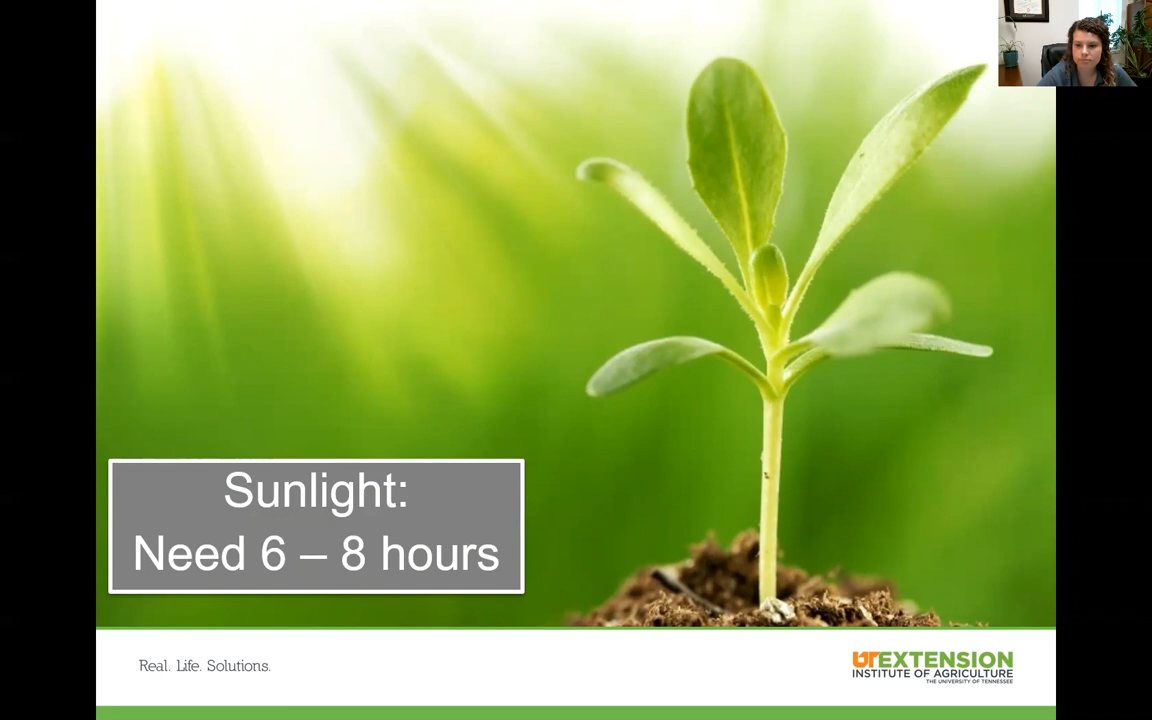 Sunlight:
Need 6 – 8 hours
Real. Life. Solutions.
UTEXTENSION
INSTITUTE OF AGRICULTURE
THE UNIVERSITY OF TENNESSEE